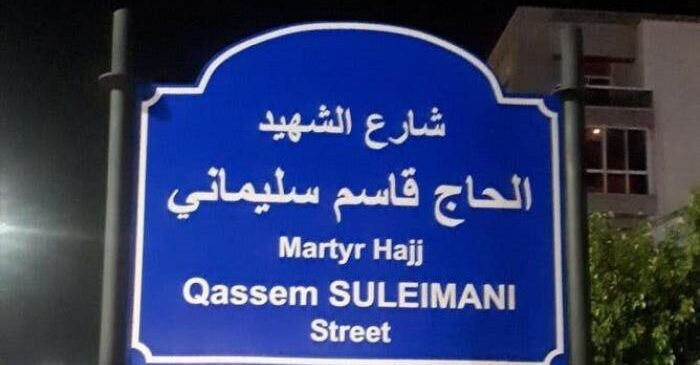 شارع الشهيد
الحاج قاسم سليماني
Martyr Hajj
Qassem SULEIMANI
Street